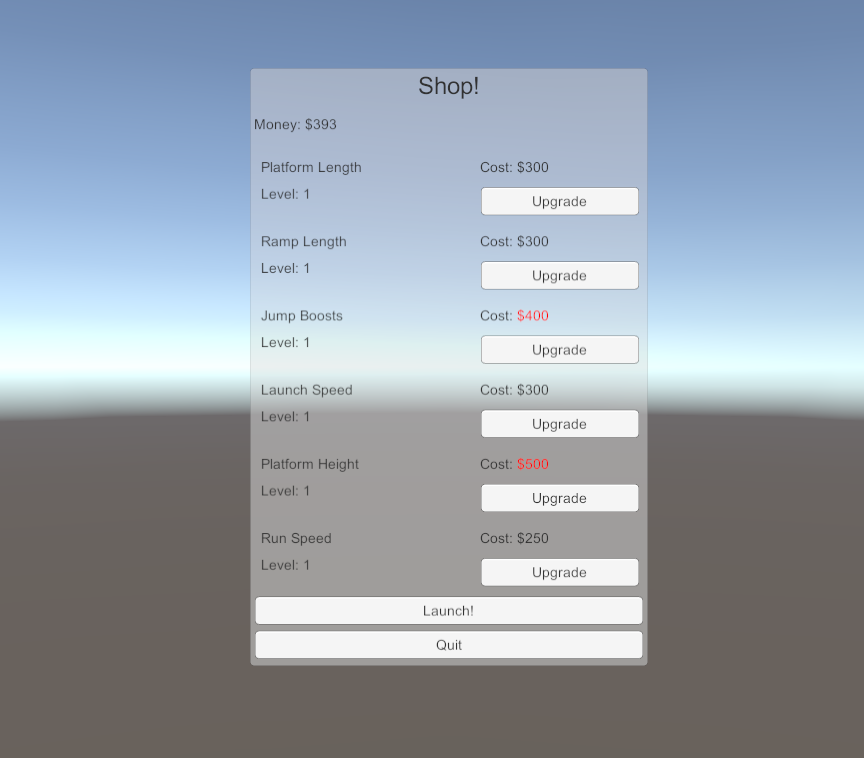 Shop!
Money: $393
Platform Length
Cost: $300
Level: 1
Upgrade
Ramp Length
Cost: $300
Level: 1
Upgrade
Jump Boosts
Cost: $400
Level: 1
Upgrade
Launch Speed
Cost: $300
Level: 1
Upgrade
Platform Height
Cost: $500
Level: 1
Upgrade
Run Speed
Cost: $250
Level: 1
Upgrade
Launch!
Quit